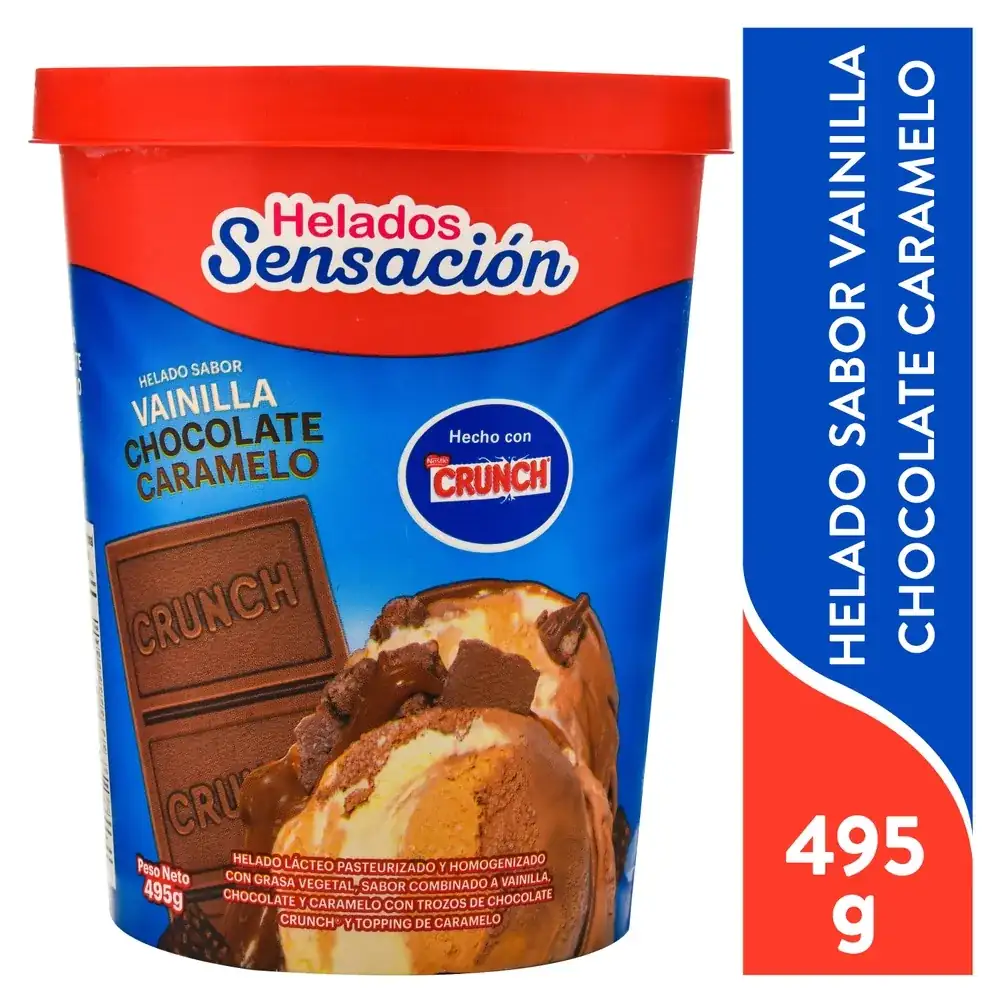 Helados
Sensación
HELADO SABOR
VAINILLA
CHOCOLATE
CARAMELO
Hecho con
Nestlé
CRUNCH
CRUNCH
CRU
Peso Neto
495g
HELADO LÁCTEO PASTEURIZADO Y HOMOGENIZADO
CON GRASA VEGETAL, SABOR COMBINADO A VAINILLA,
CHOCOLATE Y CARAMELO CON TROZOS DE CHOCOLATE
CRUNCH® Y TOPPING DE CARAMELO
HELADO SABOR VAINILLA
CHOCOLATE CARAMELO
495
g